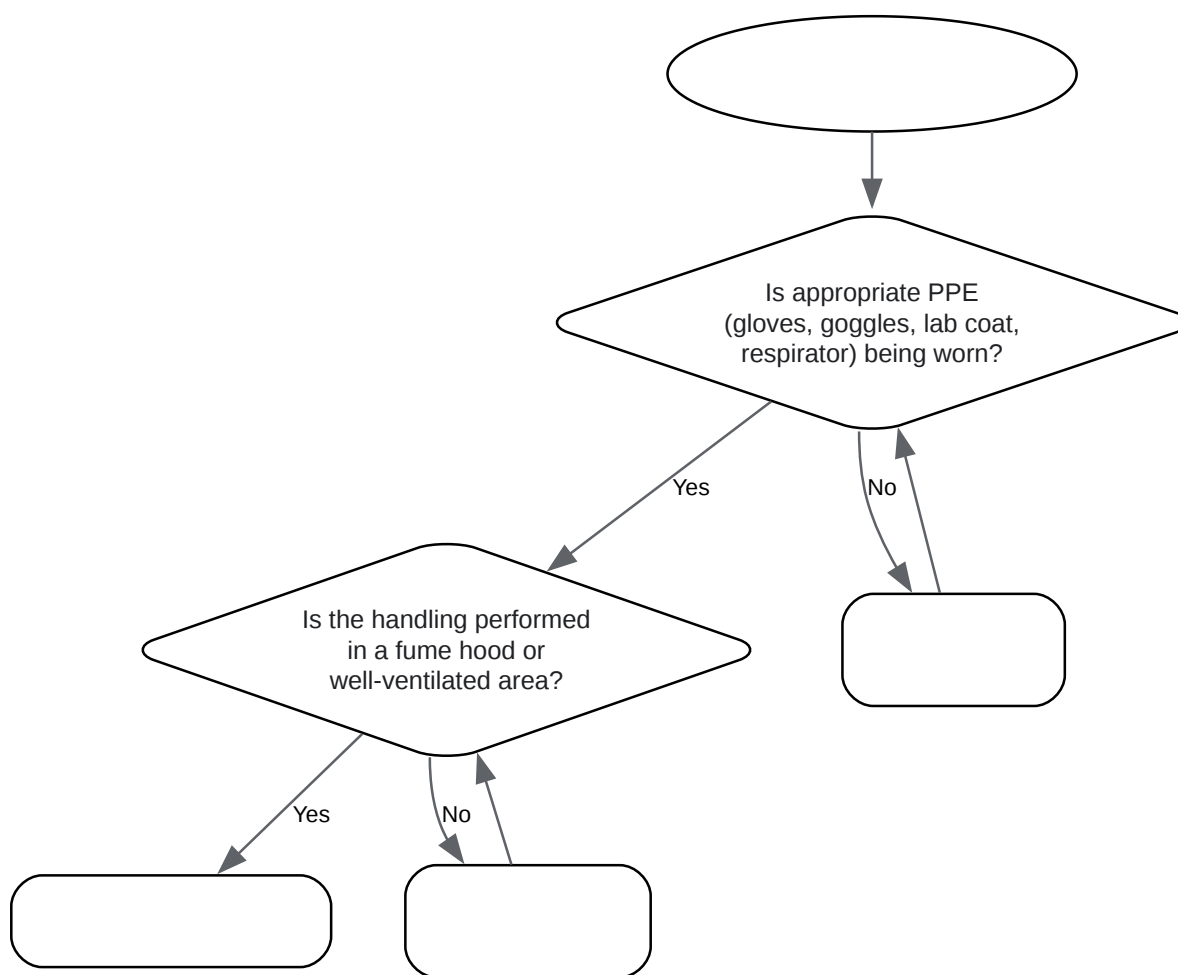 Is appropriate PPE
(gloves, goggles, lab coat,
respirator) being worn?
Yes
No
Is the handling performed
in a fume hood or
well-ventilated area?
Yes
No